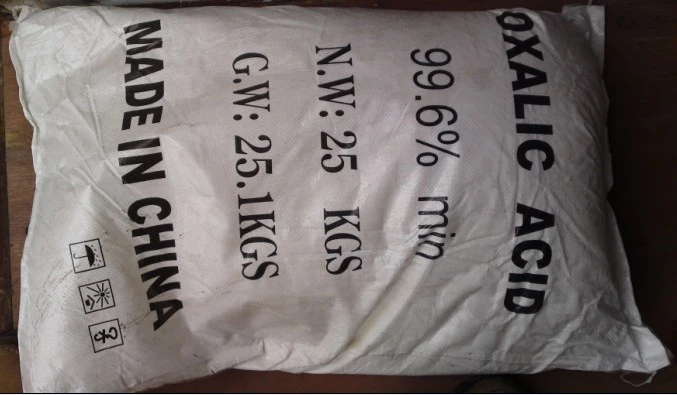 OXALIC ACID
99.6% min
N.W: 25 KGS
G.W: 25.1KGS
MADE IN CHINA